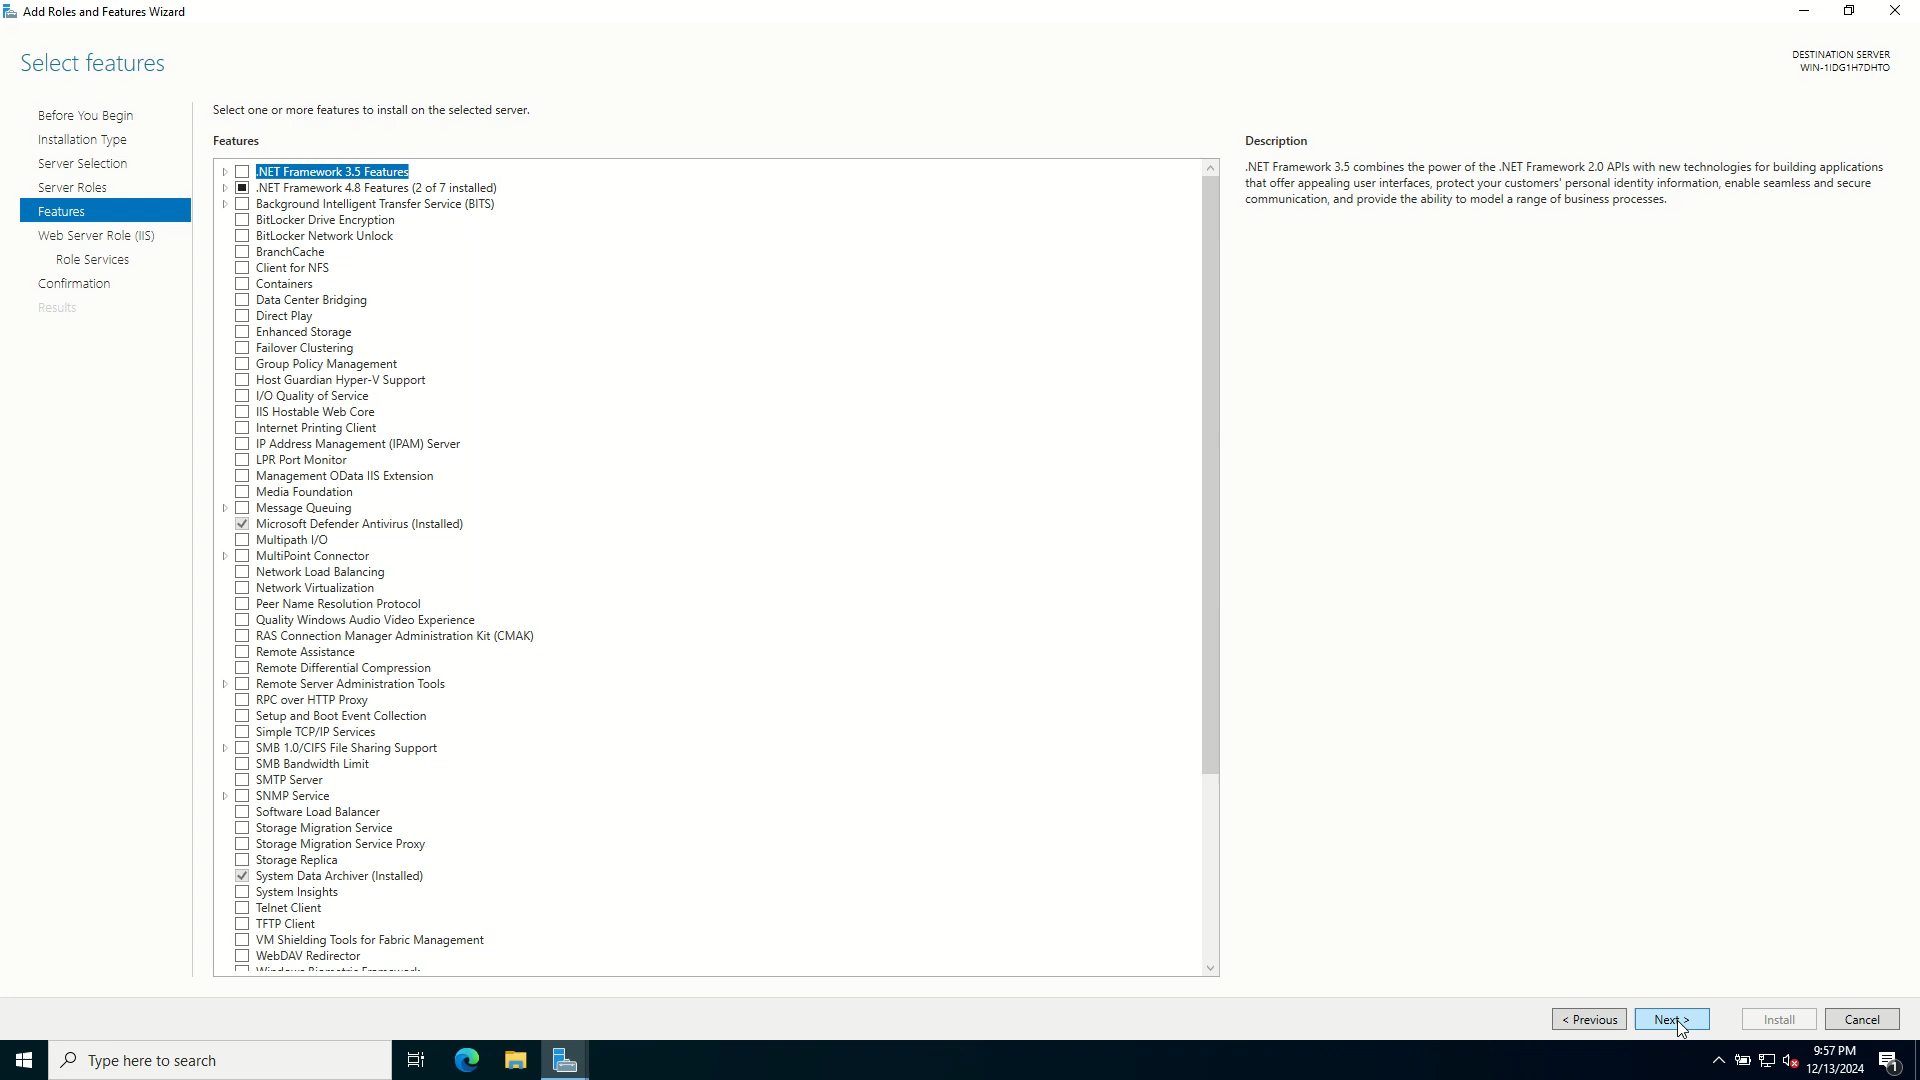 Add Roles and Features Wizard
Select features
DESTINATION SERVER
WIN-1IDG1H7DHTO
Before You Begin
Installation Type
Server Selection
Server Roles
Features
Web Server Role (IIS)
Role Services
Confirmation
Results
Select one or more features to install on the selected server.
Features
.NET Framework 3.5 Features
.NET Framework 4.8 Features (2 of 7 installed)
Background Intelligent Transfer Service (BITS)
BitLocker Drive Encryption
BitLocker Network Unlock
BranchCache
Client for NFS
Containers
Data Center Bridging
Direct Play
Enhanced Storage
Failover Clustering
Group Policy Management
Host Guardian Hyper-V Support
I/O Quality of Service
IIS Hostable Web Core
Internet Printing Client
IP Address Management (IPAM) Server
LPR Port Monitor
Management OData IIS Extension
Media Foundation
Message Queuing
Microsoft Defender Antivirus (Installed)
Multipath I/O
MultiPoint Connector
Network Load Balancing
Network Virtualization
Peer Name Resolution Protocol
Quality Windows Audio Video Experience
RAS Connection Manager Administration Kit (CMAK)
Remote Assistance
Remote Differential Compression
Remote Server Administration Tools
RPC over HTTP Proxy
Setup and Boot Event Collection
Simple TCP/IP Services
SMB 1.0/CIFS File Sharing Support
SMB Bandwidth Limit
SMTP Server
SNMP Service
Software Load Balancer
Storage Migration Service
Storage Migration Service Proxy
Storage Replica
System Data Archiver (Installed)
System Insights
Telnet Client
TFTP Client
VM Shielding Tools for Fabric Management
WebDAV Redirector
Windows Biometric Framework
Description
.NET Framework 3.5 combines the power of the .NET Framework 2.0 APIs with new technologies for building applications
that offer appealing user interfaces, protect your customers' personal identity information, enable seamless and secure
communication, and provide the ability to model a range of business processes.
< Previous
Next >
Install
Cancel
Type here to search
9:57 PM
12/13/2024
1